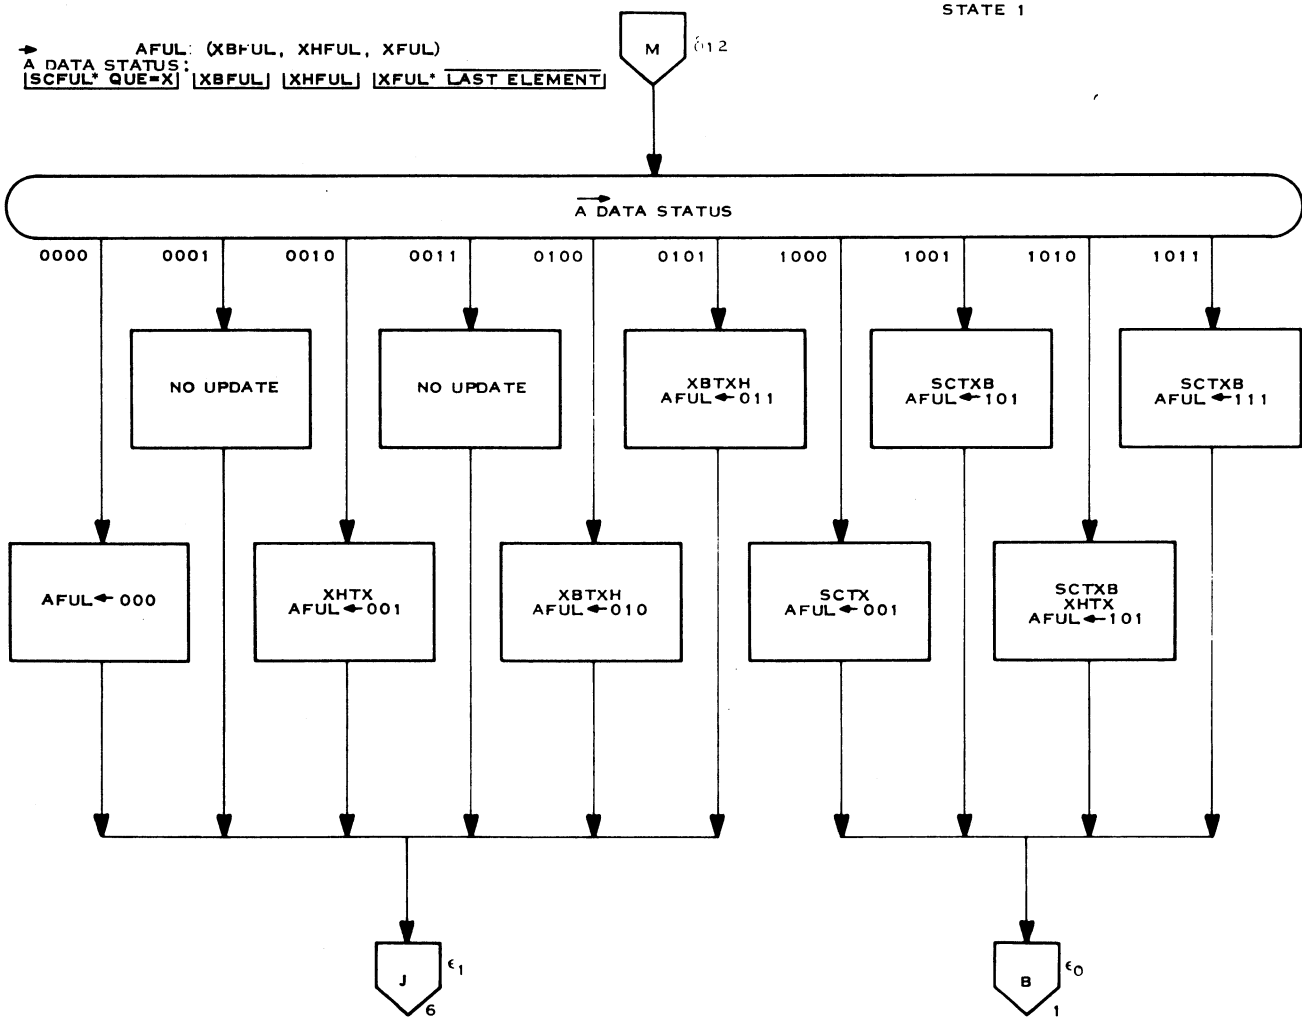 STATE 1
M δ12
→ AFUL: (XBFUL, XHFUL, XFUL)
A DATA STATUS:
SCFUL* QUE=X XBFUL XHFUL XFUL* LAST ELEMENT
A DATA STATUS
0000 0001 0010 0011 0100 0101 1000 1001 1010 1011
NO UPDATE
NO UPDATE
XBTXH
AFUL←011
SCTXB
AFUL←101
SCTXB
AFUL←111
AFUL←000
XHTX
AFUL←001
XBTXH
AFUL←010
SCTX
AFUL←001
SCTXB
XHTX
AFUL←101
J ϵ1
6
B ϵ0
1